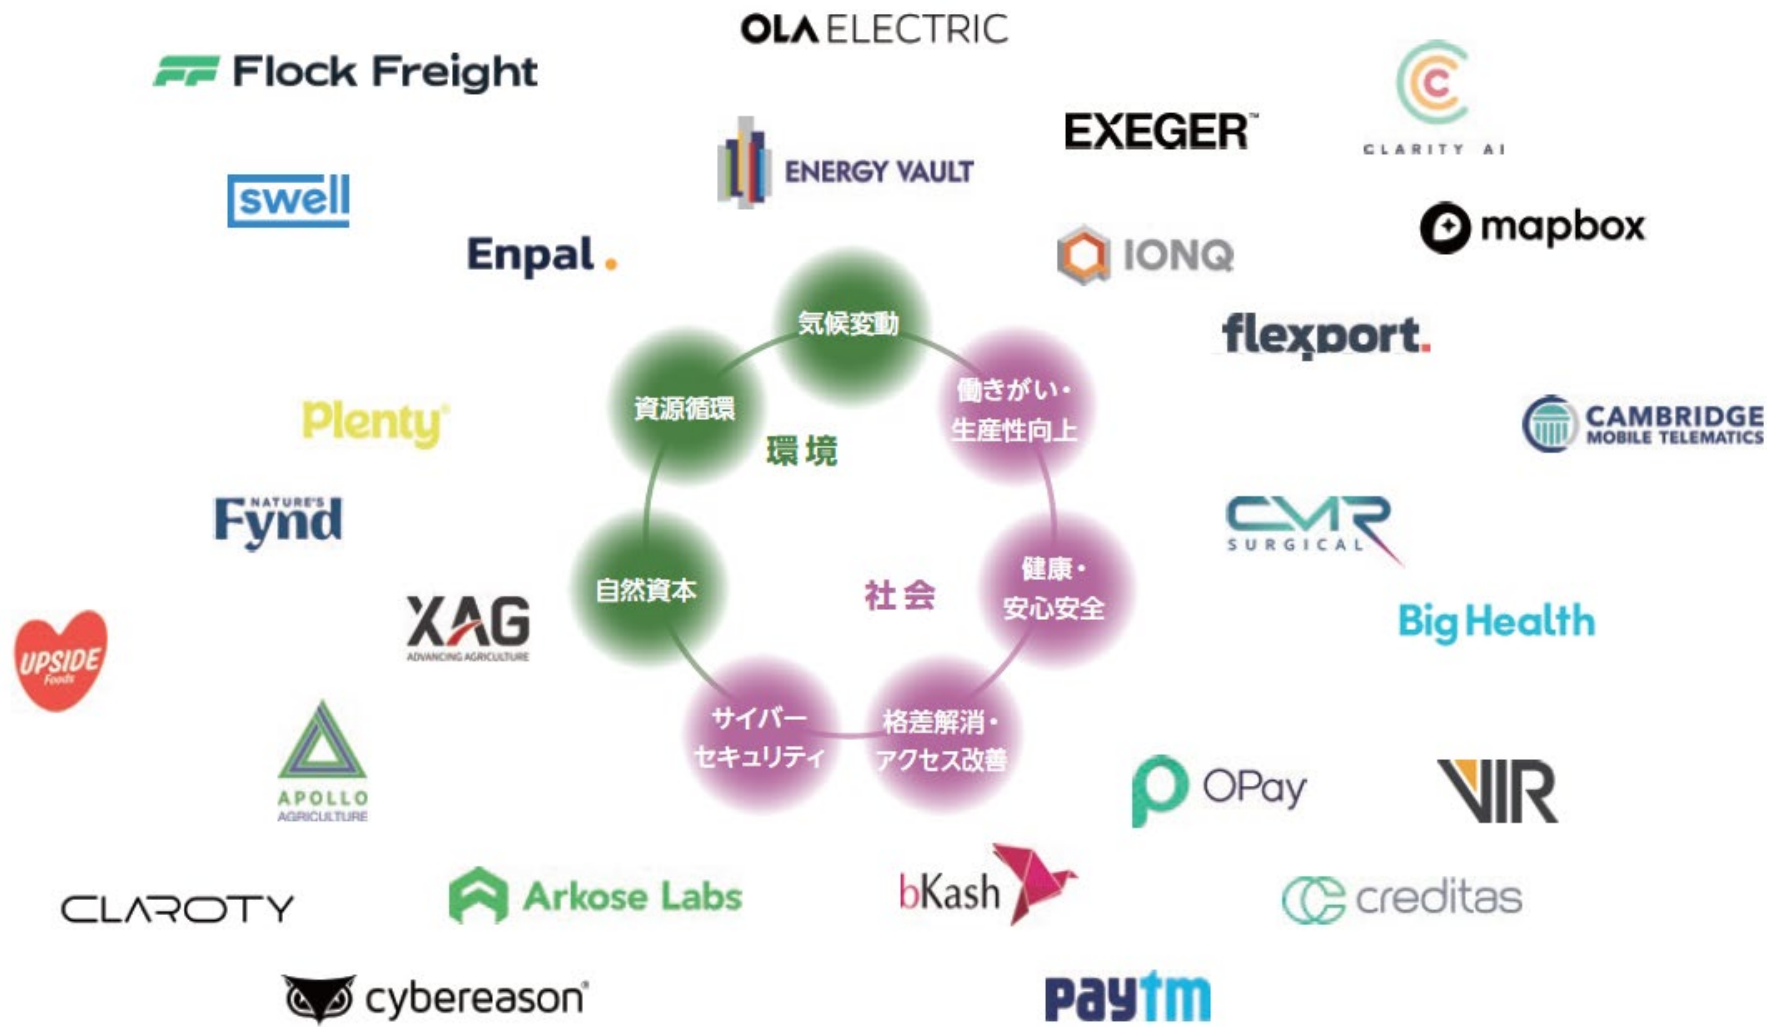 OLA ELECTRIC
Flock Freight
EXEGER™
CLARITY AI
ENERGY VAULT
swell
mapbox
Enpal.
IONQ
flexport.
気候変動
資源循環
働きがい・
生産性向上
環境
Plenty®
CAMBRIDGE
MOBILE TELEMATICS
NATURE'S
Fynd
CMR
SURGICAL
自然資本
社会
健康・
安心安全
XAG
ADVANCING AGRICULTURE
Big Health
UPSIDE
Foods
サイバー
セキュリティ
格差解消・
アクセス改善
APOLLO
AGRICULTURE
OPay
VIR
CLAROTY
Arkose Labs
bKash
creditas
cybereason®
paytm